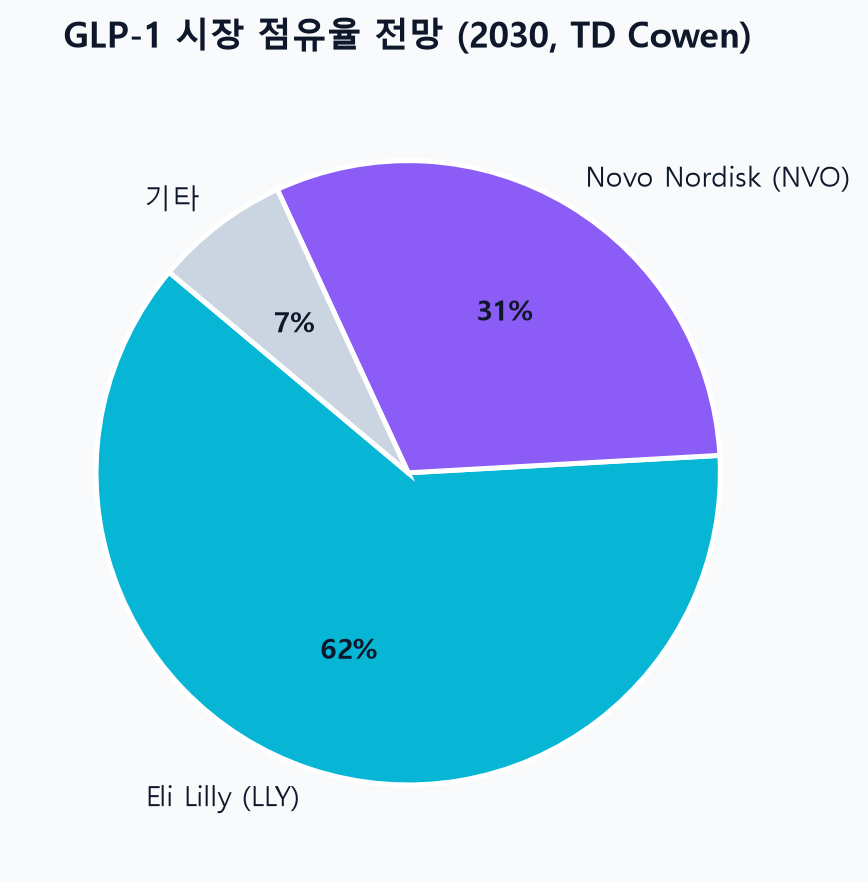 GLP-1 시장 점유율 전망 (2030, TD Cowen)
Novo Nordisk (NVO)
기타
31%
7%
62%
Eli Lilly (LLY)